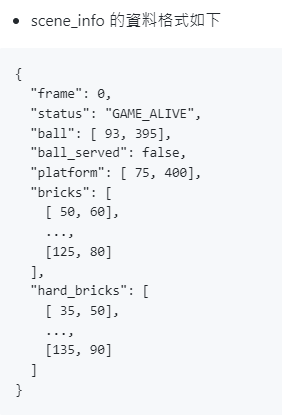 • scene_info 的資料格式如下
{
  "frame": 0,
  "status": "GAME_ALIVE",
  "ball": [ 93, 395],
  "ball_served": false,
  "platform": [ 75, 400],
  "bricks": [
    [ 50, 60],
    ...,
    [125, 80]
  ],
  "hard_bricks": [
    [ 35, 50],
    ...,
    [135, 90]
  ]
}